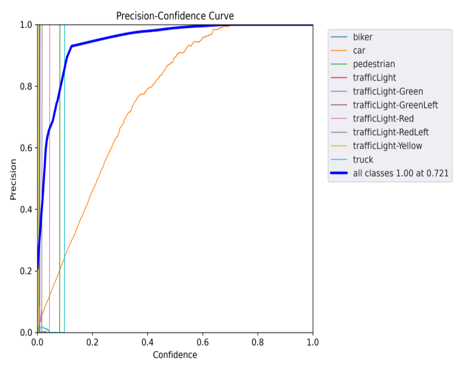 Precision-Confidence Curve
1.0
0.8
0.6
0.4
0.2
0.0
Precision
0.0 0.2 0.4 0.6 0.8 1.0
Confidence
biker
car
pedestrian
trafficLight
trafficLight-Green
trafficLight-GreenLeft
trafficLight-Red
trafficLight-RedLeft
trafficLight-Yellow
truck
all classes 1.00 at 0.721